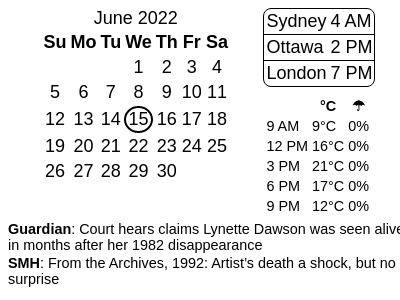 June 2022
Su Mo Tu We Th Fr Sa
1 2 3 4
5 6 7 8 9 10 11
12 13 14 15 16 17 18
19 20 21 22 23 24 25
26 27 28 29 30
Sydney 4 AM
Ottawa 2 PM
London 7 PM
°C ☂
9 AM 9°C 0%
12 PM 16°C 0%
3 PM 21°C 0%
6 PM 17°C 0%
9 PM 12°C 0%
Guardian: Court hears claims Lynette Dawson was seen alive
in months after her 1982 disappearance
SMH: From the Archives, 1992: Artist’s death a shock, but no
surprise